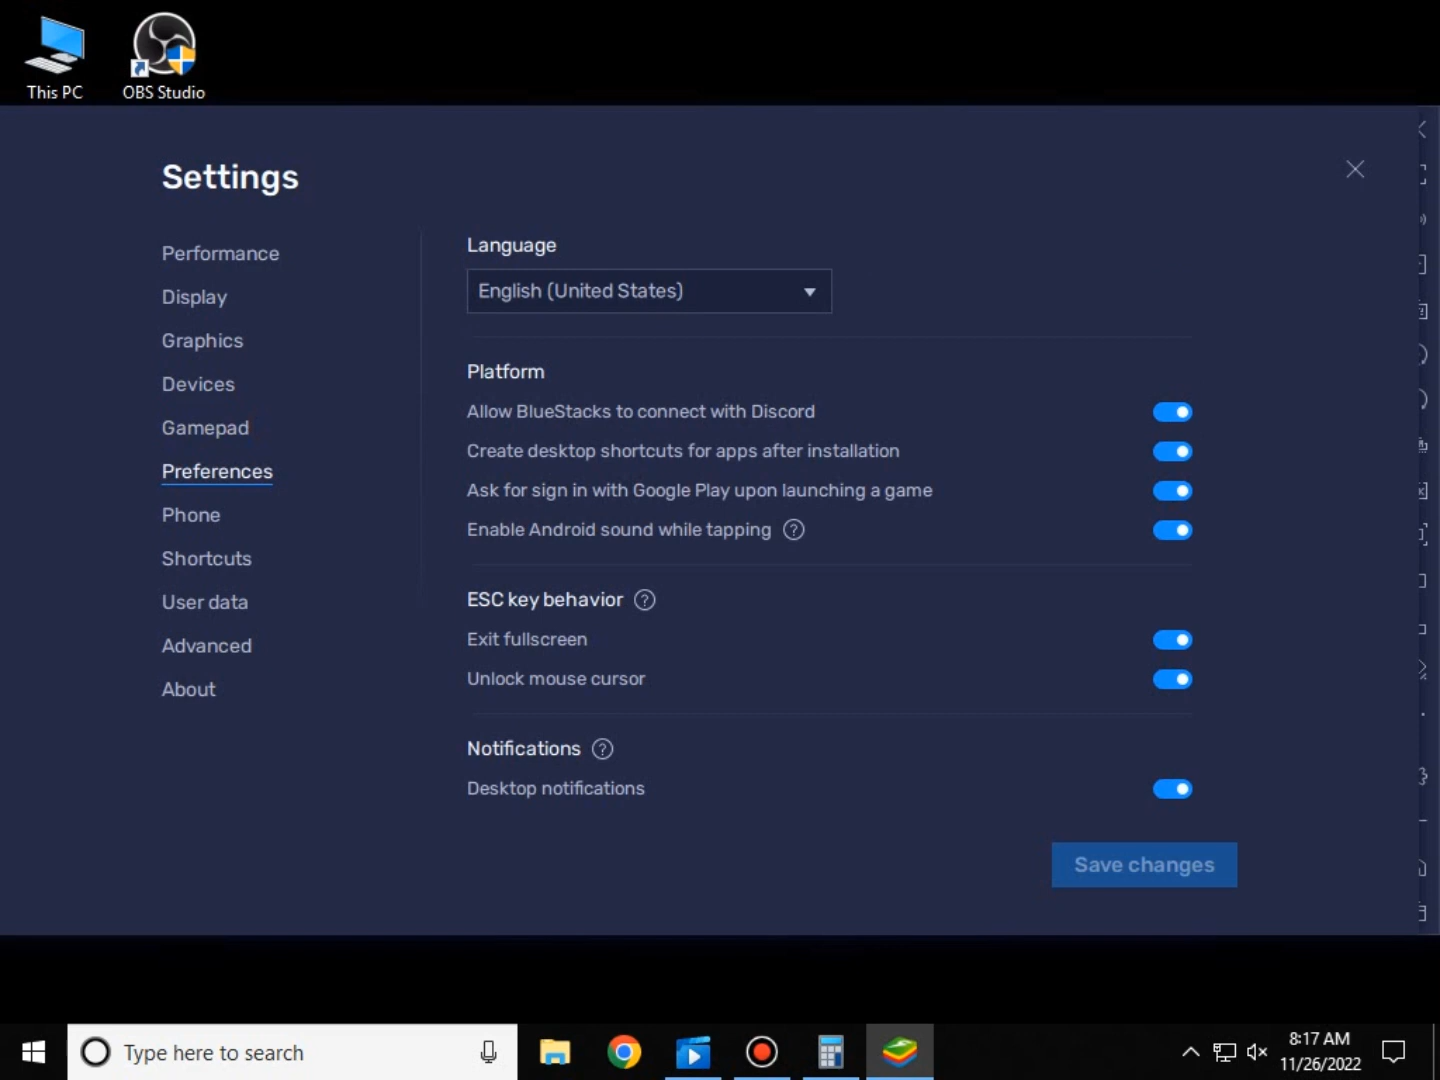 This PC
OBS Studio
Settings
Performance
Display
Graphics
Devices
Gamepad
Preferences
Phone
Shortcuts
User data
Advanced
About
Language
English (United States)
Platform
Allow BlueStacks to connect with Discord
Create desktop shortcuts for apps after installation
Ask for sign in with Google Play upon launching a game
Enable Android sound while tapping ?
ESC key behavior ?
Exit fullscreen
Unlock mouse cursor
Notifications ?
Desktop notifications
Save changes
Type here to search
8:17 AM
11/26/2022